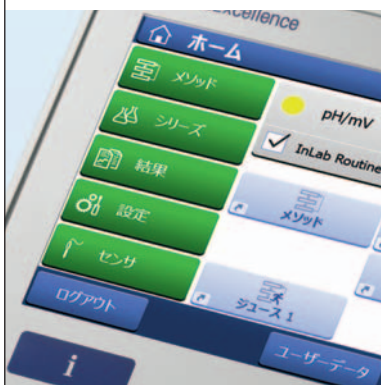 Excellence
ホーム
メソッド
pH/mV
シリーズ
InLab Routine
結果
メソッド
設定
センサ
ジュース 1
ログアウト
ユーザーデータ
i